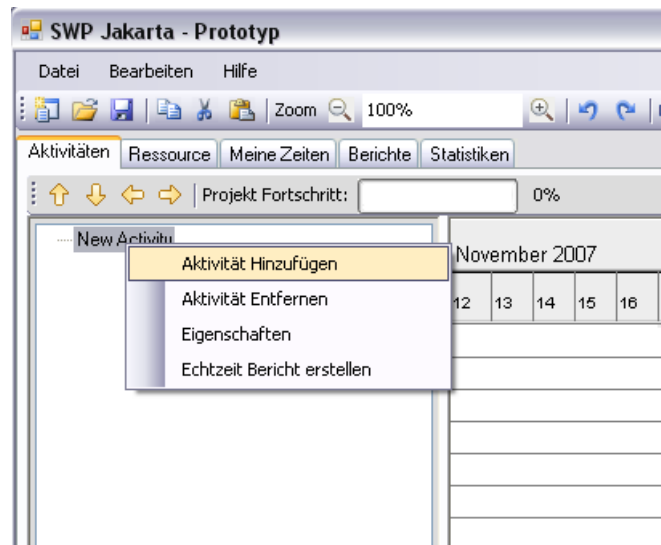 SWP Jakarta - Prototyp
Datei Bearbeiten Hilfe
Zoom 100%
Aktivitäten Ressource Meine Zeiten Berichte Statistiken
Projekt Fortschritt: 0%
New Activity
November 2007
Aktivität Hinzufügen
12 13 14 15 16
Aktivität Entfernen
Eigenschaften
Echtzeit Bericht erstellen